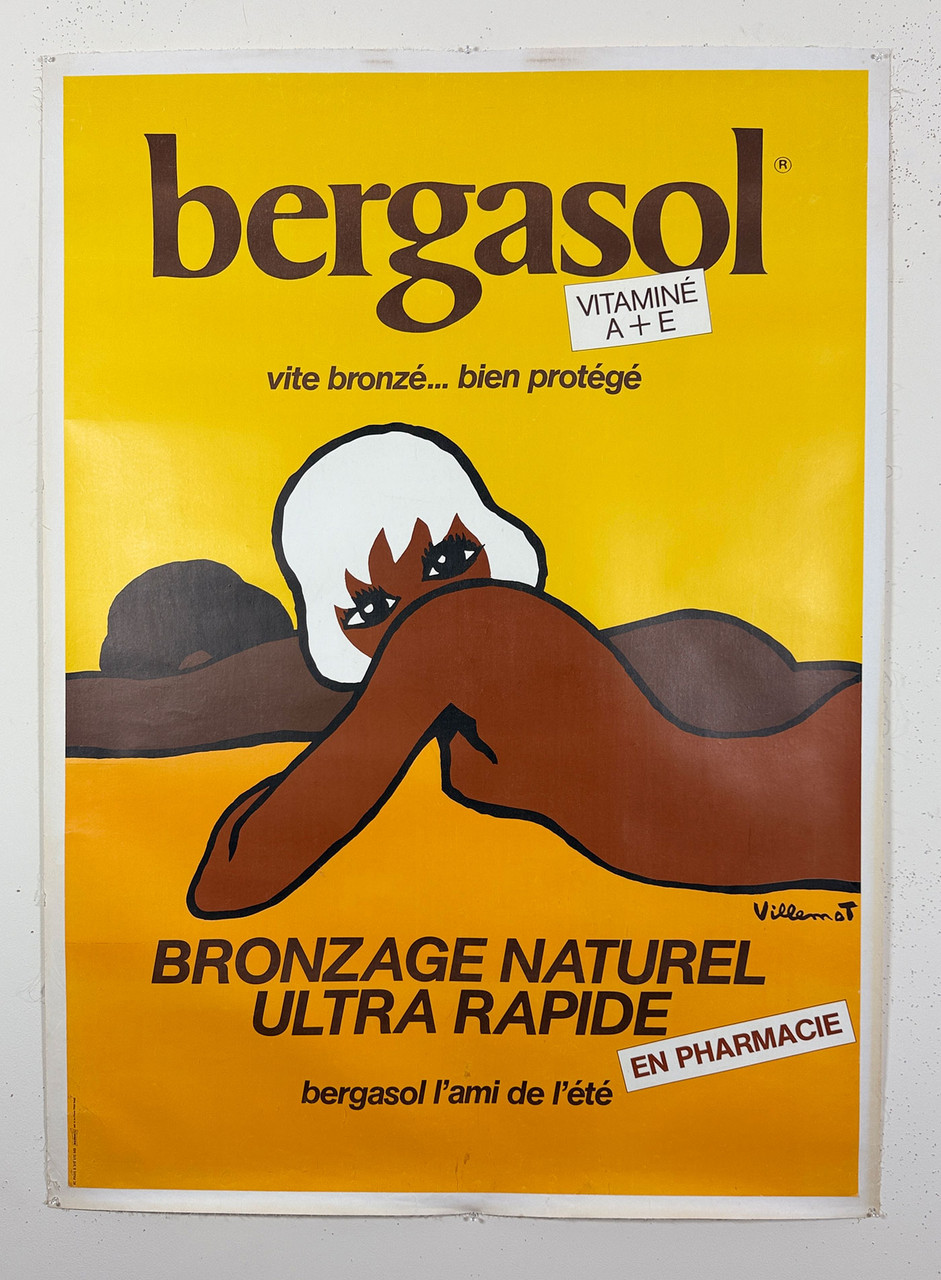 bergasol ®
VITAMINÉ
A + E
vite bronzé... bien protégé
VillemoT
BRONZAGE NATUREL
ULTRA RAPIDE
EN PHARMACIE
bergasol l'ami de l'été